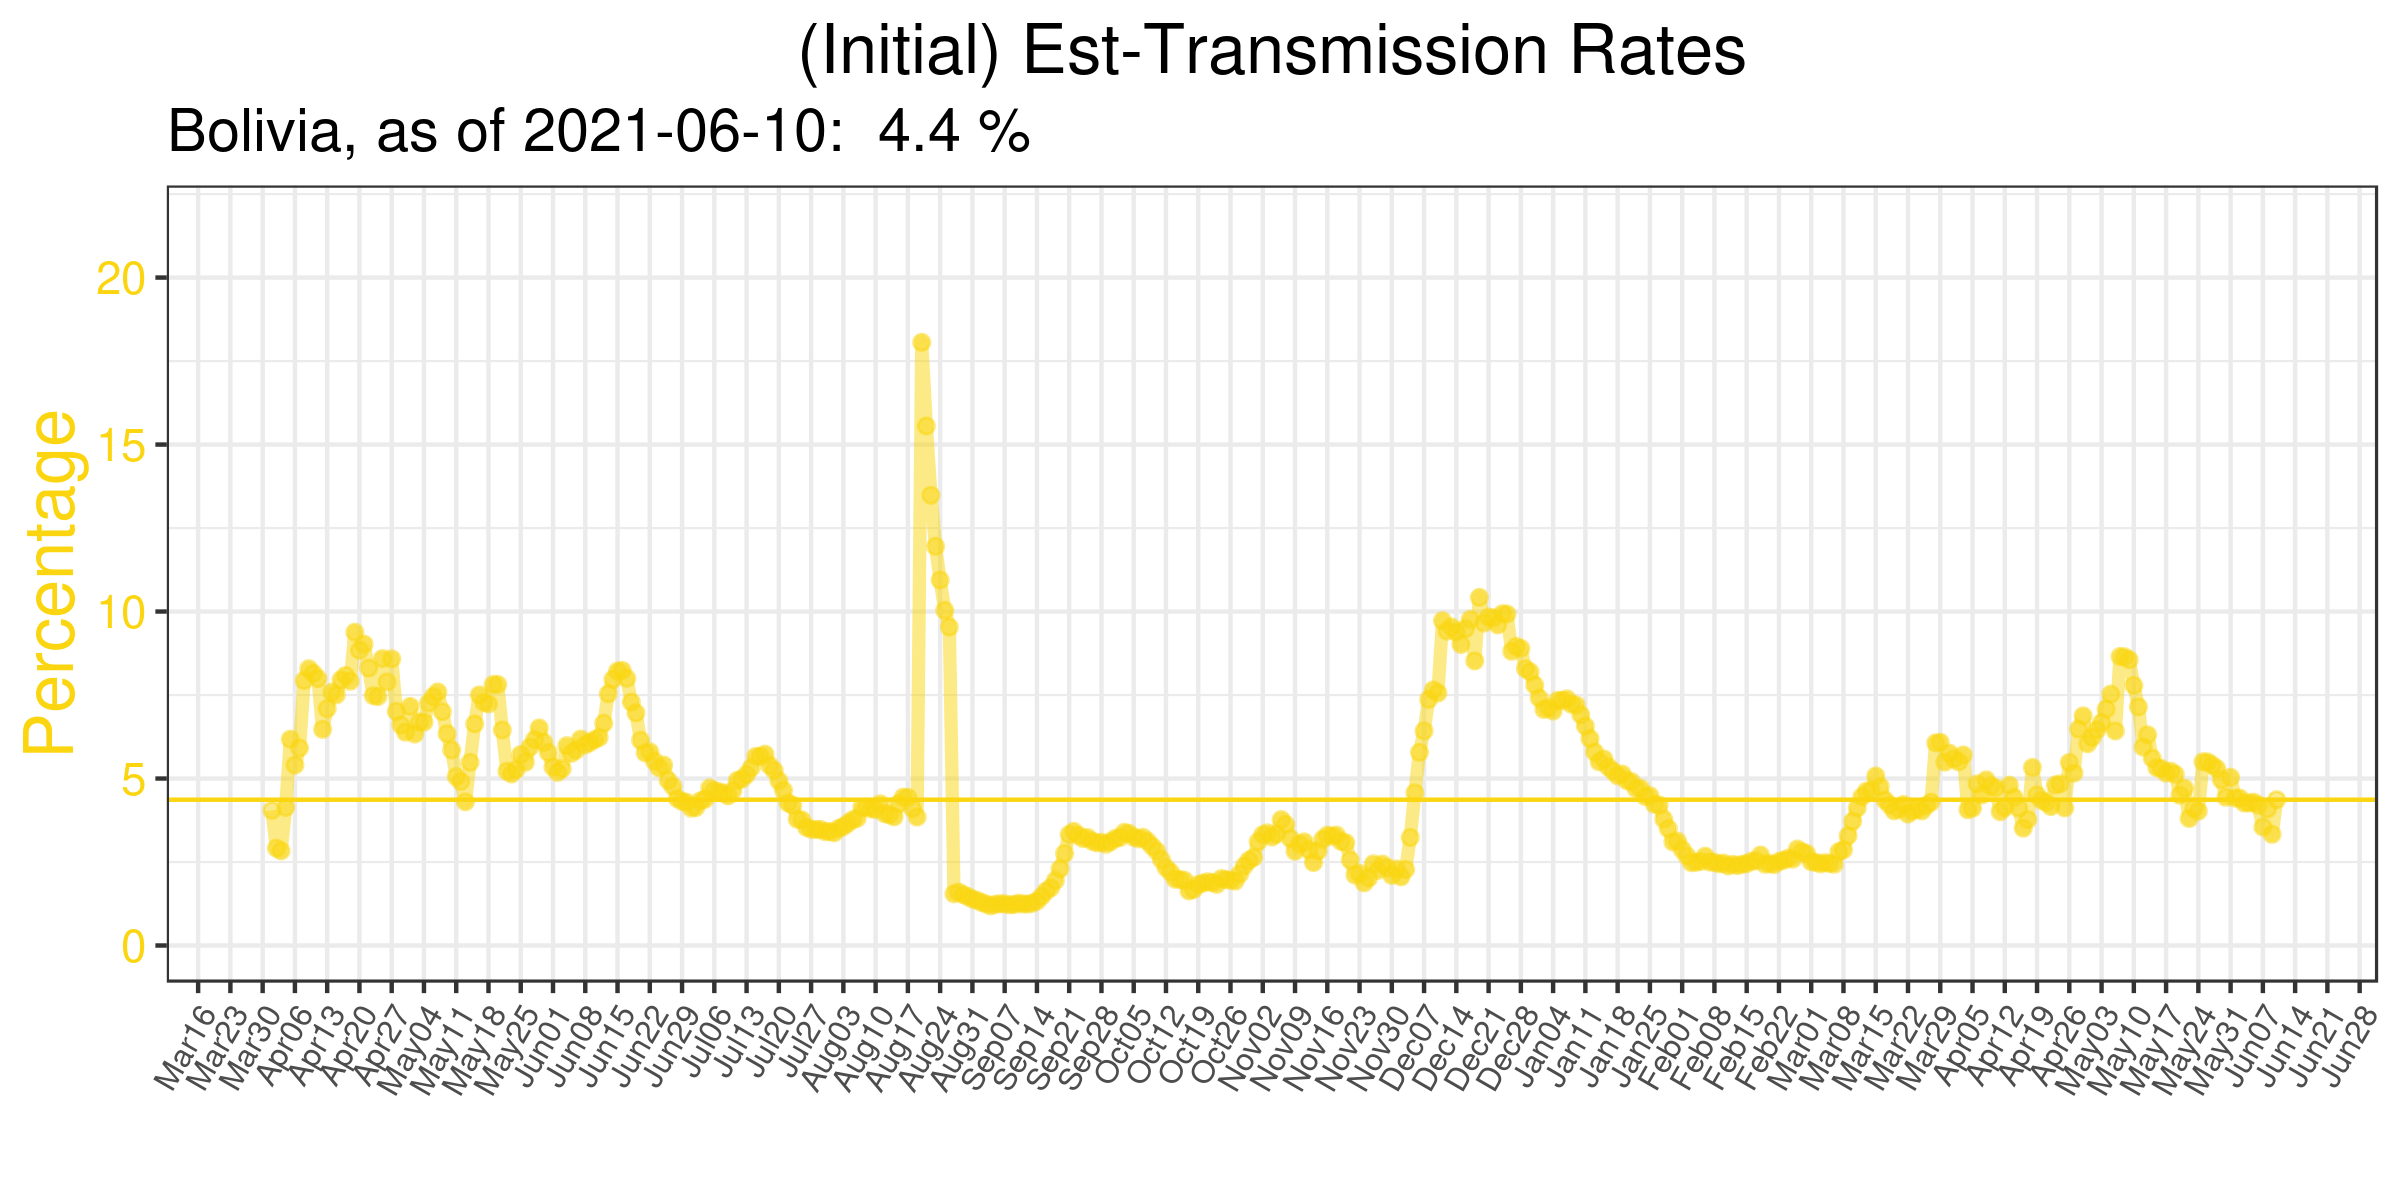 (Initial) Est-Transmission Rates
Bolivia, as of 2021-06-10:  4.4 %
Percentage
20
15
10
5
0
Mar16
Mar23
Mar30
Apr06
Apr13
Apr20
Apr27
May04
May11
May18
May25
Jun01
Jun08
Jun15
Jun22
Jun29
Jul06
Jul13
Jul20
Jul27
Aug03
Aug10
Aug17
Aug24
Aug31
Sep07
Sep14
Sep21
Sep28
Oct05
Oct12
Oct19
Oct26
Nov02
Nov09
Nov16
Nov23
Nov30
Dec07
Dec14
Dec21
Dec28
Jan04
Jan11
Jan18
Jan25
Feb01
Feb08
Feb15
Feb22
Mar01
Mar08
Mar15
Mar22
Mar29
Apr05
Apr12
Apr19
Apr26
May03
May10
May17
May24
May31
Jun07
Jun14
Jun21
Jun28